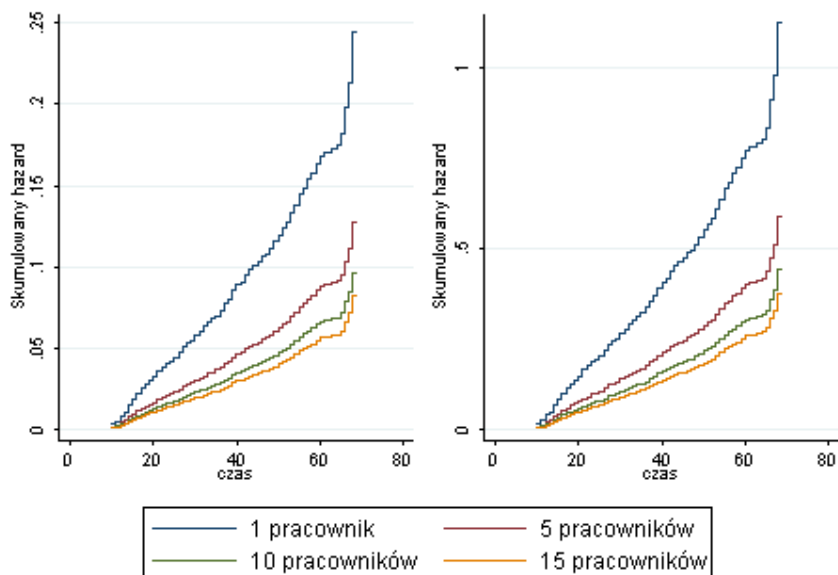 Skumulowany hazard
.25
.2
.15
.1
.05
0
0 20 40 60 80
czas
Skumulowany hazard
1
.5
0
0 20 40 60 80
czas
1 pracownik 5 pracowników
10 pracowników 15 pracowników